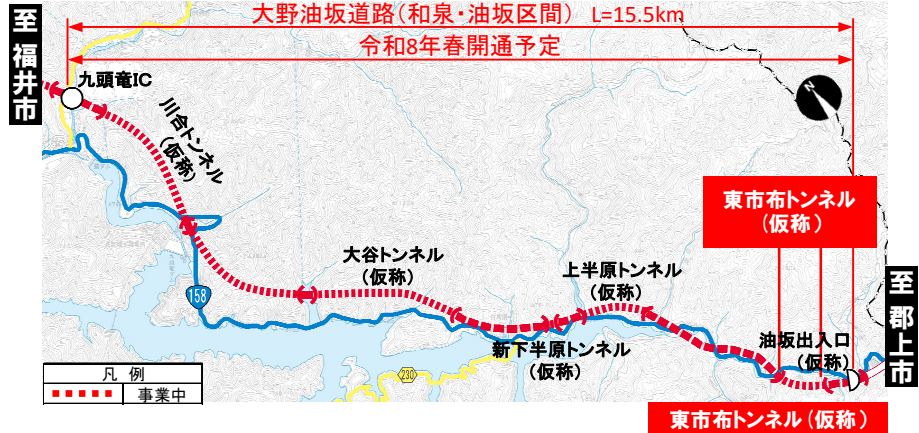 大野油坂道路(和泉・油坂区間) L=15.5km
令和8年春開通予定
至 福井市
九頭竜IC
川合トンネル
(仮称)
N
東市布トンネル
(仮称)
大谷トンネル
(仮称)
上半原トンネル
(仮称)
158
至 郡上市
新下半原トンネル
(仮称)
油坂出入口
(仮称)
230
凡 例
事業中
東市布トンネル(仮称)